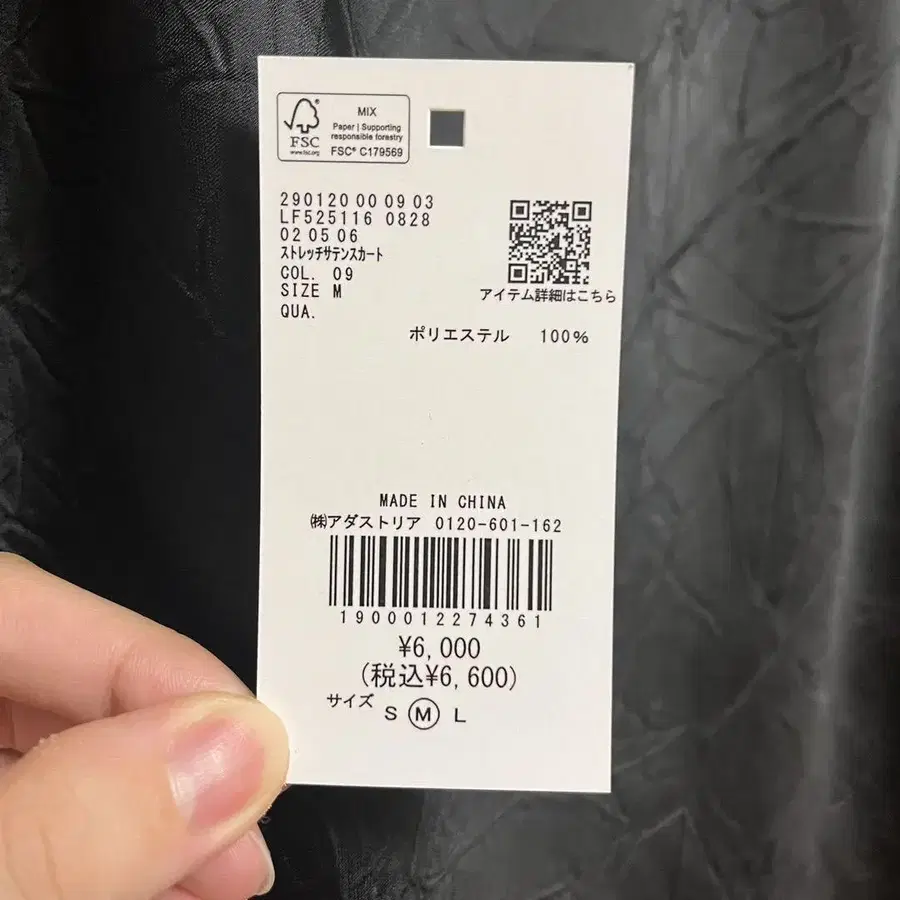 MIX
Paper | Supporting
responsible forestry
FSC® C179569
FSC
www.fsc.org
290120 00 09 03
LF525116 0828
02 05 06
ストレッチサテンスカート
COL. 09
SIZE M
QUA.
アイテム詳細はこちら
ポリエステル 100%
MADE IN CHINA
㈱アダストリア 0120-601-162
1900012274361
¥6,000
(税込¥6,600)
サイズ
S M L